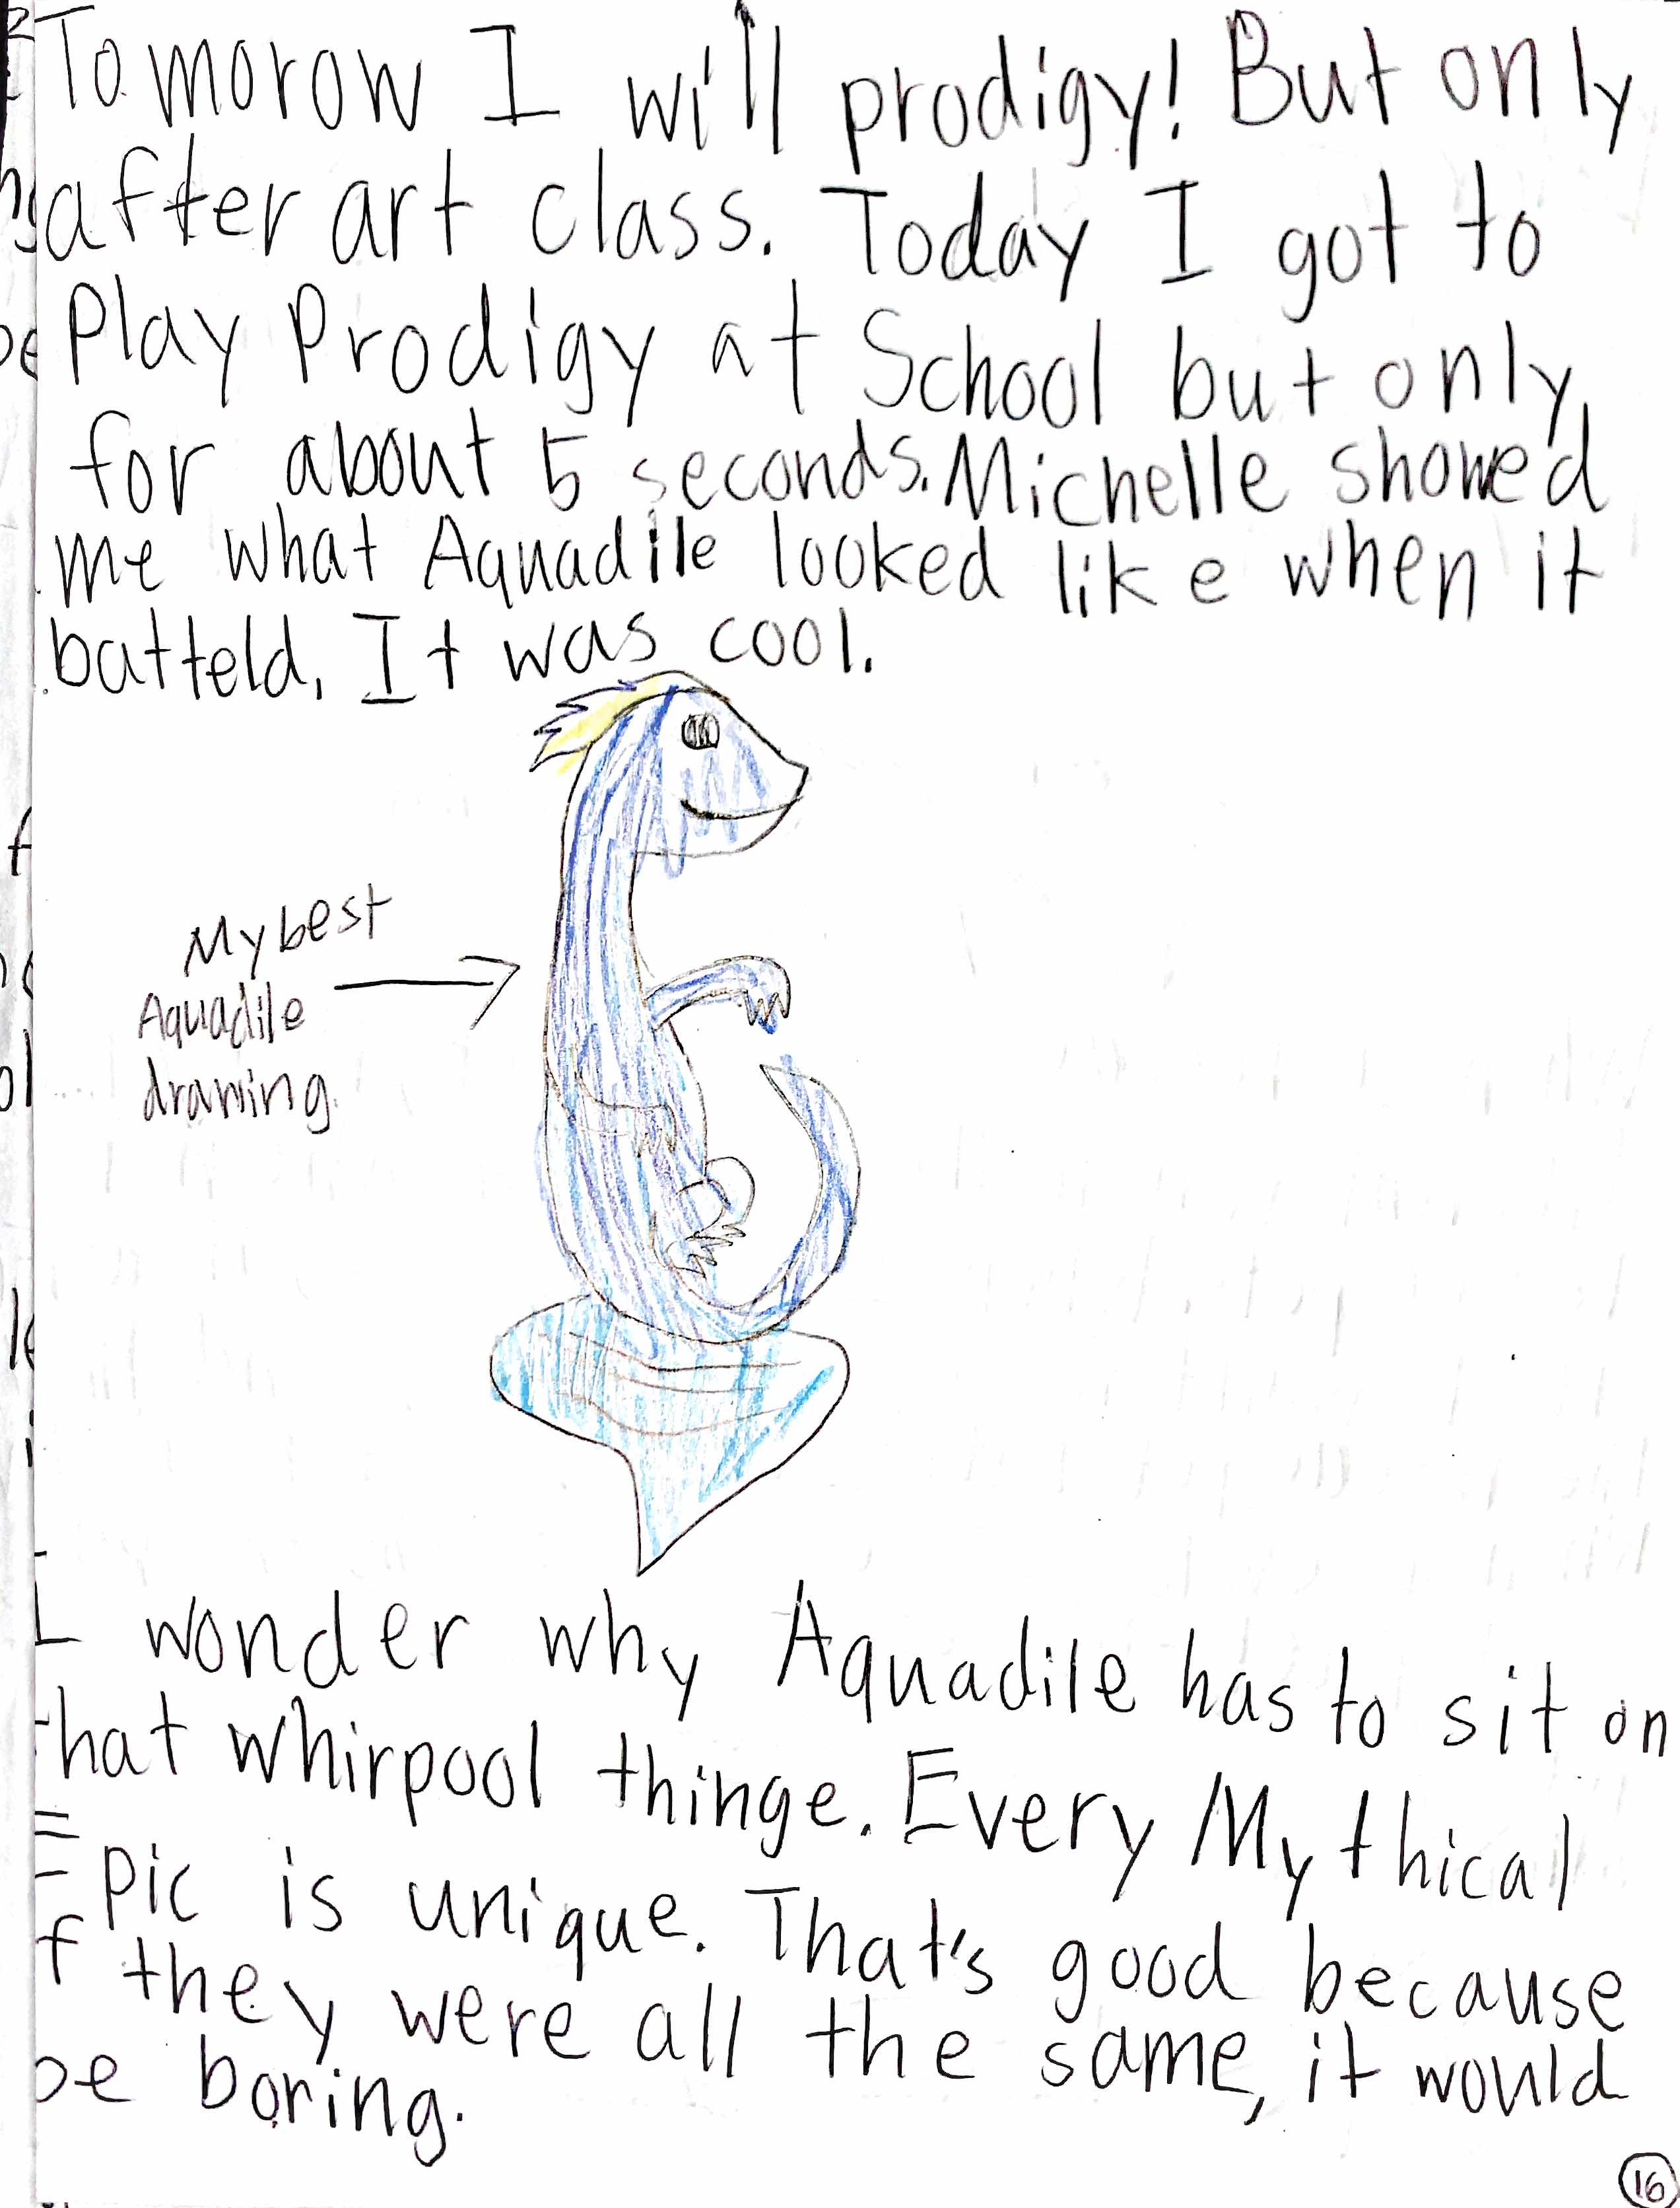 Tomorow I will prodigy! But only
after art class. Today I got to
Play Prodigy at School but only
for about 5 seconds. Michelle showed
me what Aquadile looked like when it
batteld. It was cool.
My best
Aquadile
drawing.
I wonder why Aquadile has to sit on
that whirpool thinge. Every Mythical
Epic is unique. That's good because
if they were all the same, it would
be boring.
16